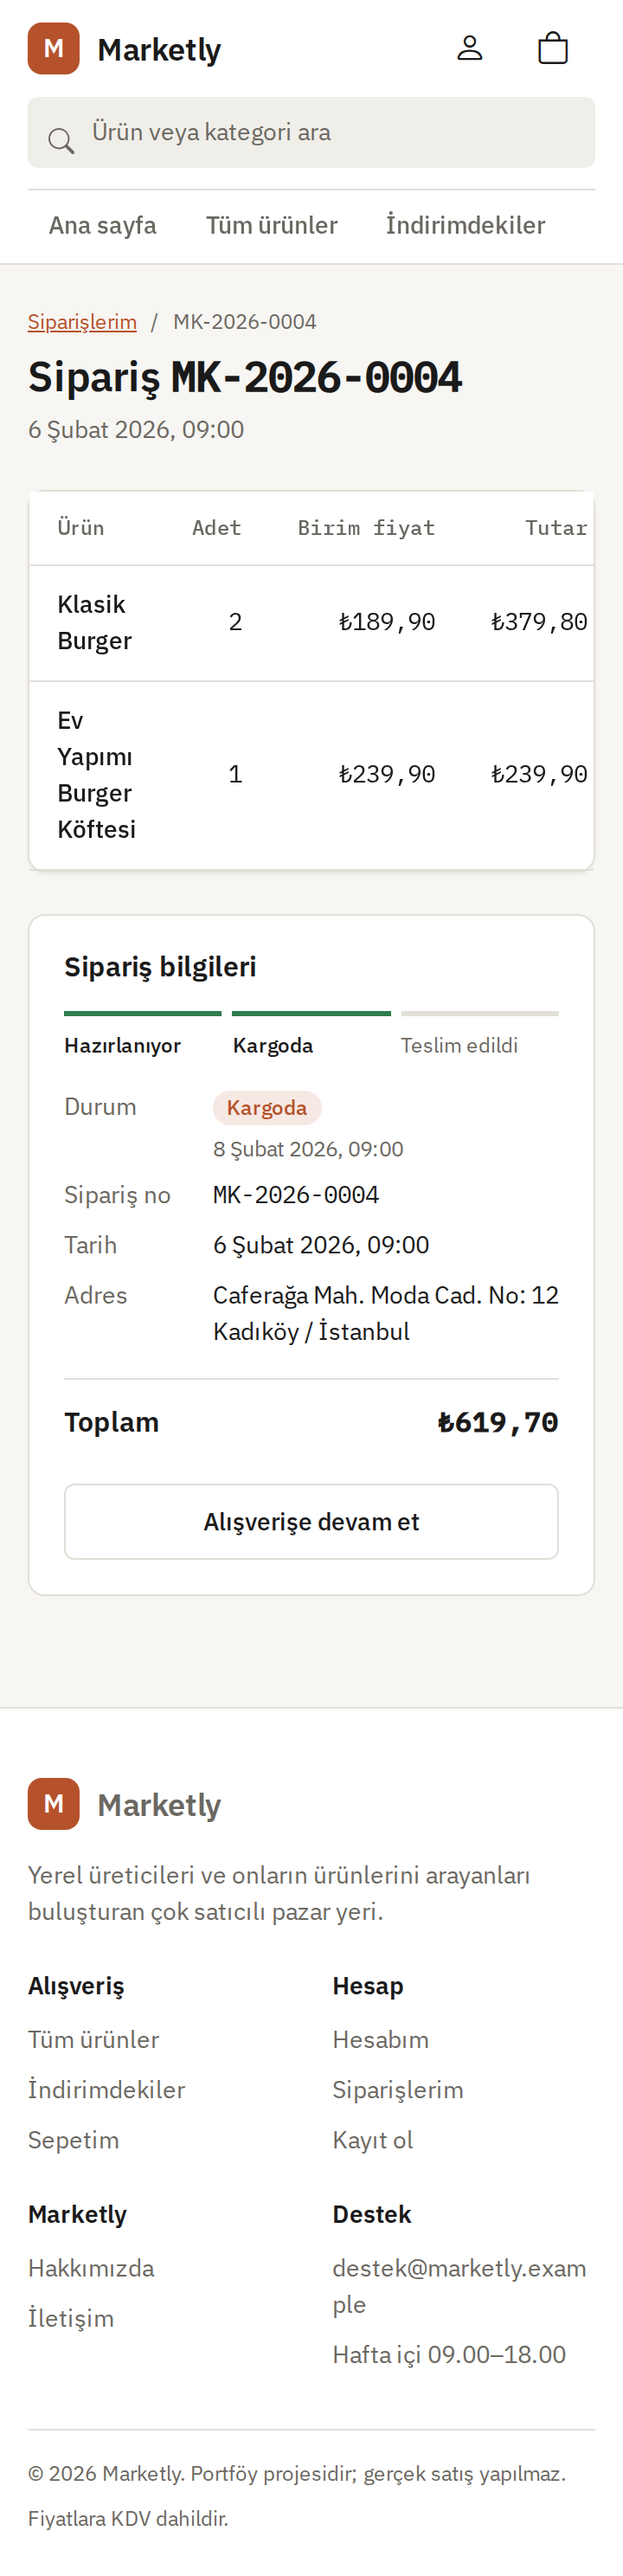 M Marketly
Ürün veya kategori ara
Ana sayfa Tüm ürünler İndirimdekiler
Siparişlerim / MK-2026-0004
Sipariş MK-2026-0004
6 Şubat 2026, 09:00
Ürün Adet Birim fiyat Tutar
Klasik
Burger
2 ₺189,90 ₺379,80
Ev
Yapımı
Burger
Köftesi
1 ₺239,90 ₺239,90
Sipariş bilgileri
Hazırlanıyor Kargoda Teslim edildi
Durum Kargoda
8 Şubat 2026, 09:00
Sipariş no MK-2026-0004
Tarih 6 Şubat 2026, 09:00
Adres Caferağa Mah. Moda Cad. No: 12
Kadıköy / İstanbul
Toplam ₺619,70
Alışverişe devam et
M Marketly
Yerel üreticileri ve onların ürünlerini arayanları
buluşturan çok satıcılı pazar yeri.
Alışveriş
Tüm ürünler
İndirimdekiler
Sepetim
Hesap
Hesabım
Siparişlerim
Kayıt ol
Marketly
Hakkımızda
İletişim
Destek
destek@marketly.exam
ple
Hafta içi 09.00–18.00
© 2026 Marketly. Portföy projesidir; gerçek satış yapılmaz.
Fiyatlara KDV dahildir.